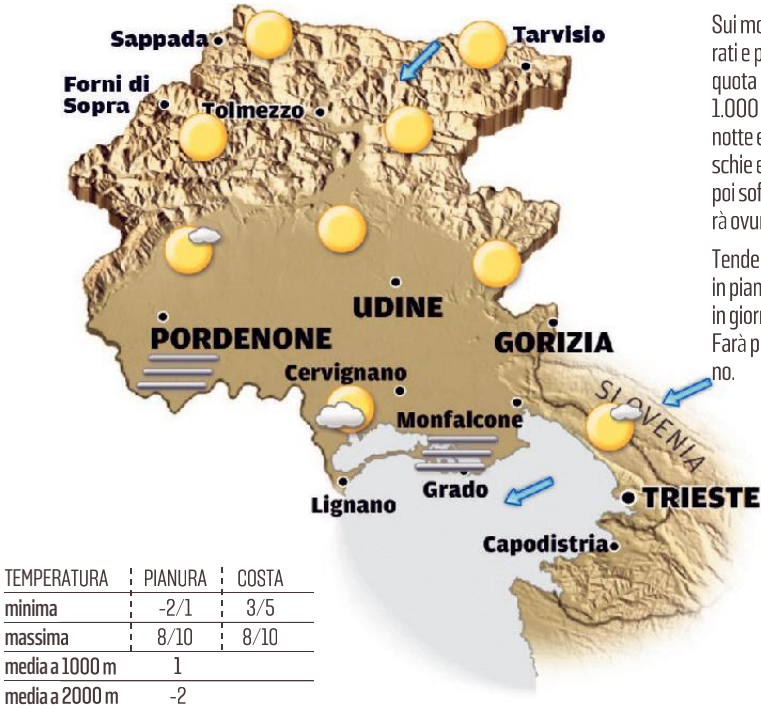 Sappada
Tarvisio
Forni di
Sopra
Tolmezzo
UDINE
PORDENONE
GORIZIA
Cervignano
Monfalcone
SLOVENIA
Grado
Lignano
TRIESTE
Capodistria
TEMPERATURA PIANURA COSTA
minima -2/1 3/5
massima 8/10 8/10
media a 1000 m 1
media a 2000 m -2
Sui mo
rati e p
quota
1.000
notte e
schie e
poi sof
rà ovu
Tende
in pian
in giorn
Farà p
no.